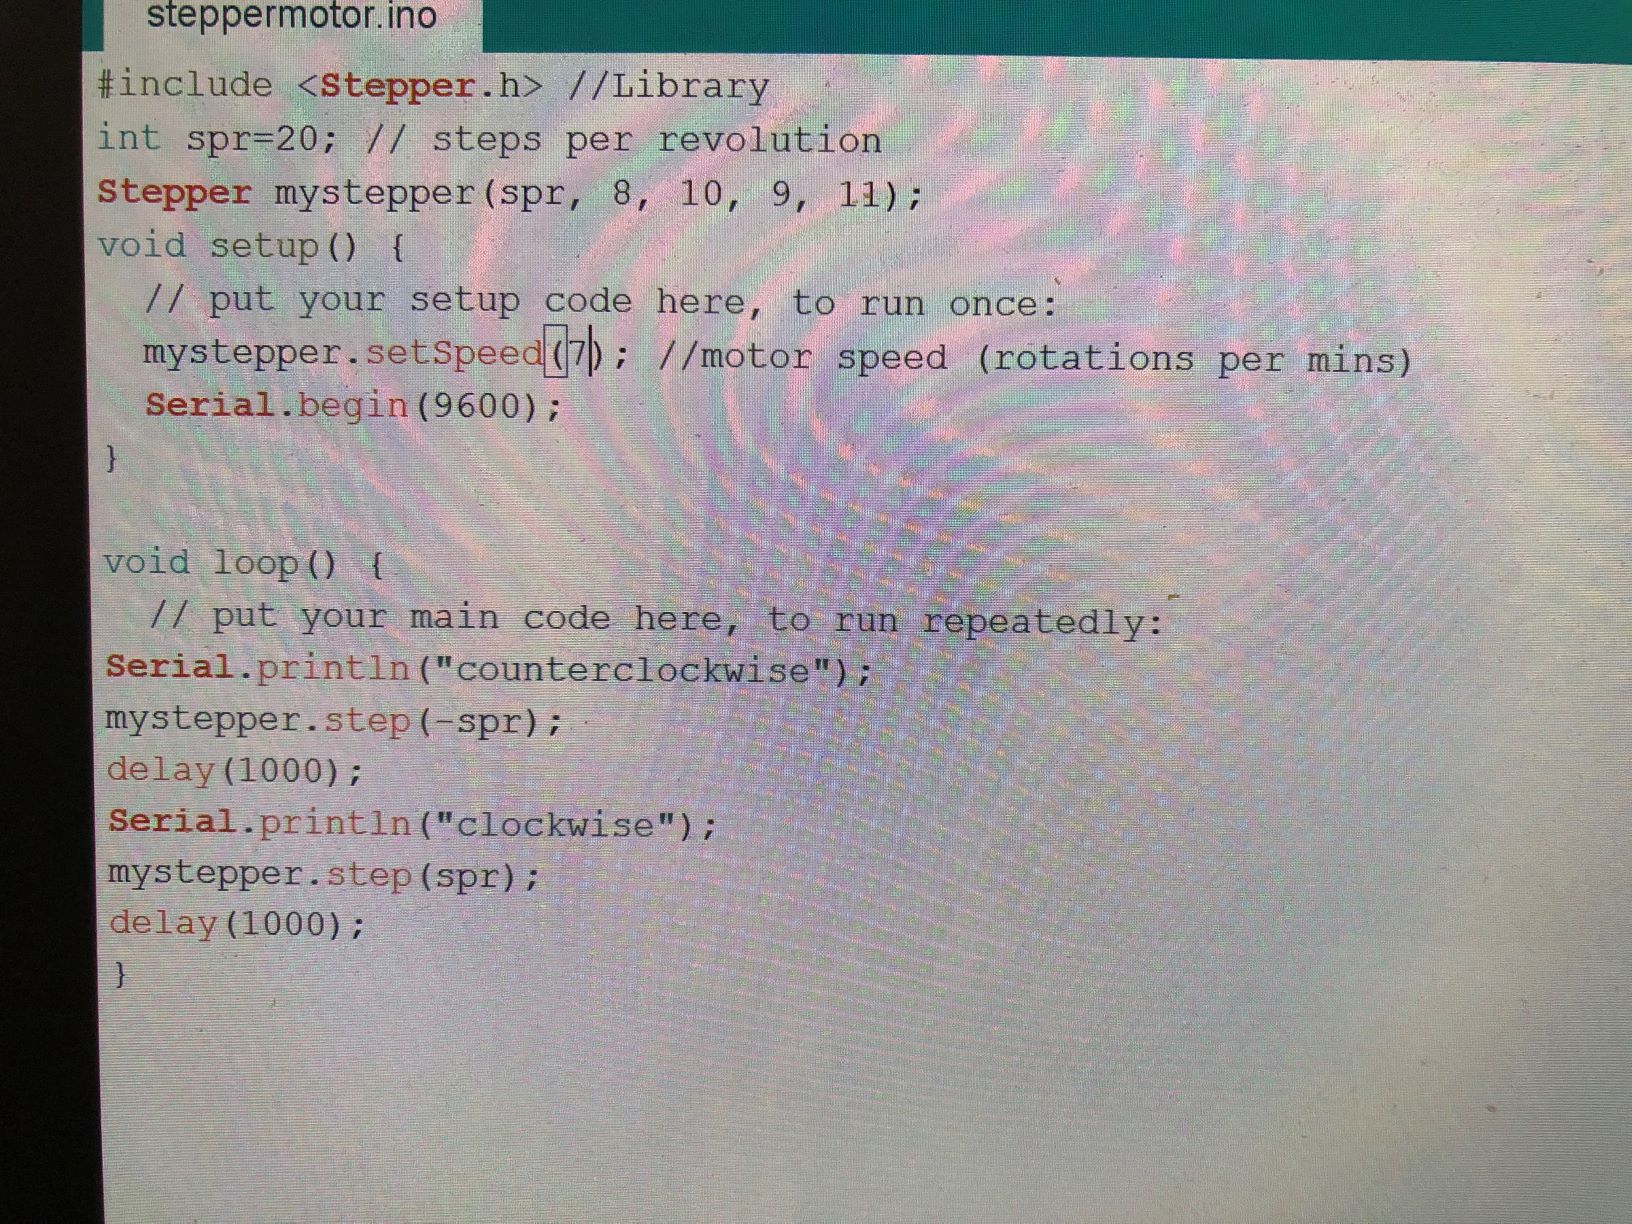 steppermotor.ino
#include <Stepper.h> //Library
int spr=20; // steps per revolution
Stepper mystepper(spr, 8, 10, 9, 11);
void setup() {
  // put your setup code here, to run once:
  mystepper.setSpeed(7); //motor speed (rotations per mins)
  Serial.begin(9600);
}
void loop() {
  // put your main code here, to run repeatedly:
Serial.println("counterclockwise");
mystepper.step(-spr);
delay(1000);
Serial.println("clockwise");
mystepper.step(spr);
delay(1000);
}